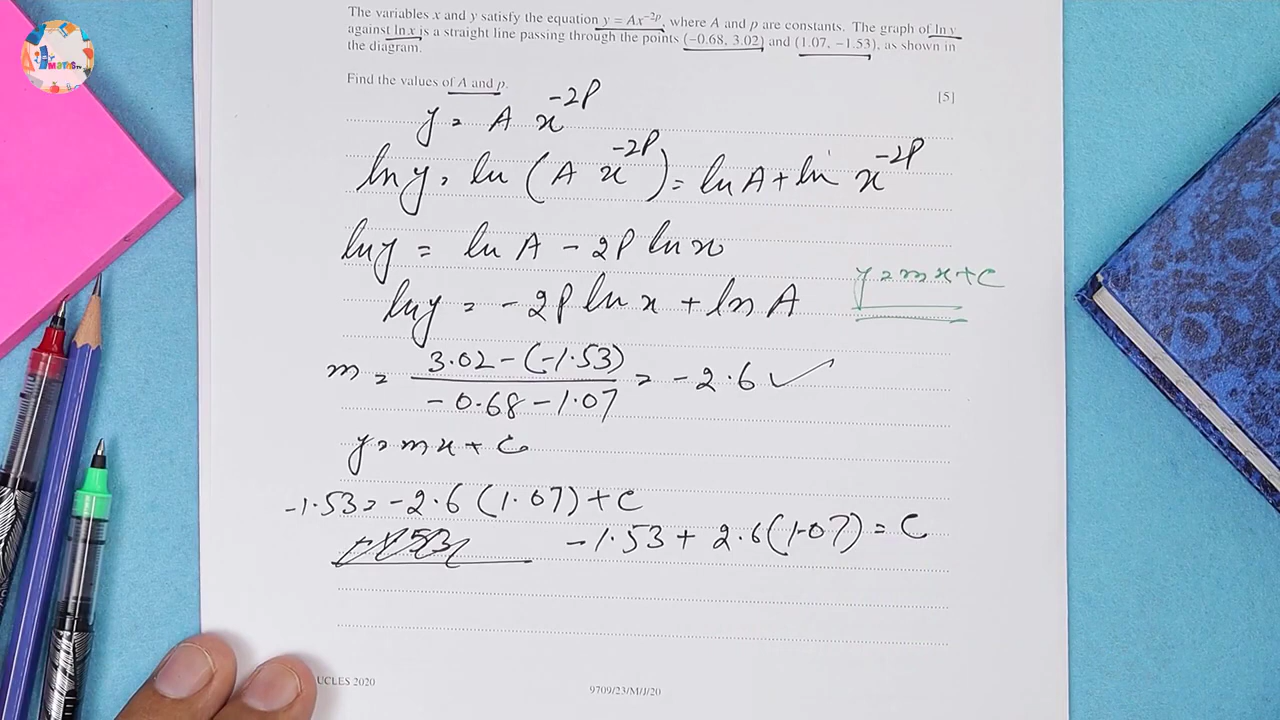 The variables x and y satisfy the equation y = Ax⁻²ᵖ, where A and p are constants. The graph of ln y
against ln x is a straight line passing through the points (−0.68, 3.02) and (1.07, −1.53), as shown in
the diagram.
Find the values of A and p. [5]
y = A x⁻²ᵖ
ln y = ln (A x⁻²ᵖ) = ln A + ln x⁻²ᵖ
ln y = ln A − 2P ln x
y = mx + C
ln y = −2P ln x + ln A
m = 3.02 − (−1.53) / −0.68 − 1.07 = −2.6 ✓
y = mx + C
−1.53 = −2.6 (1.07) + C
−1.53 + 2.6(1.07) = C
UCLES 2020
9709/23/M/J/20
MATHS